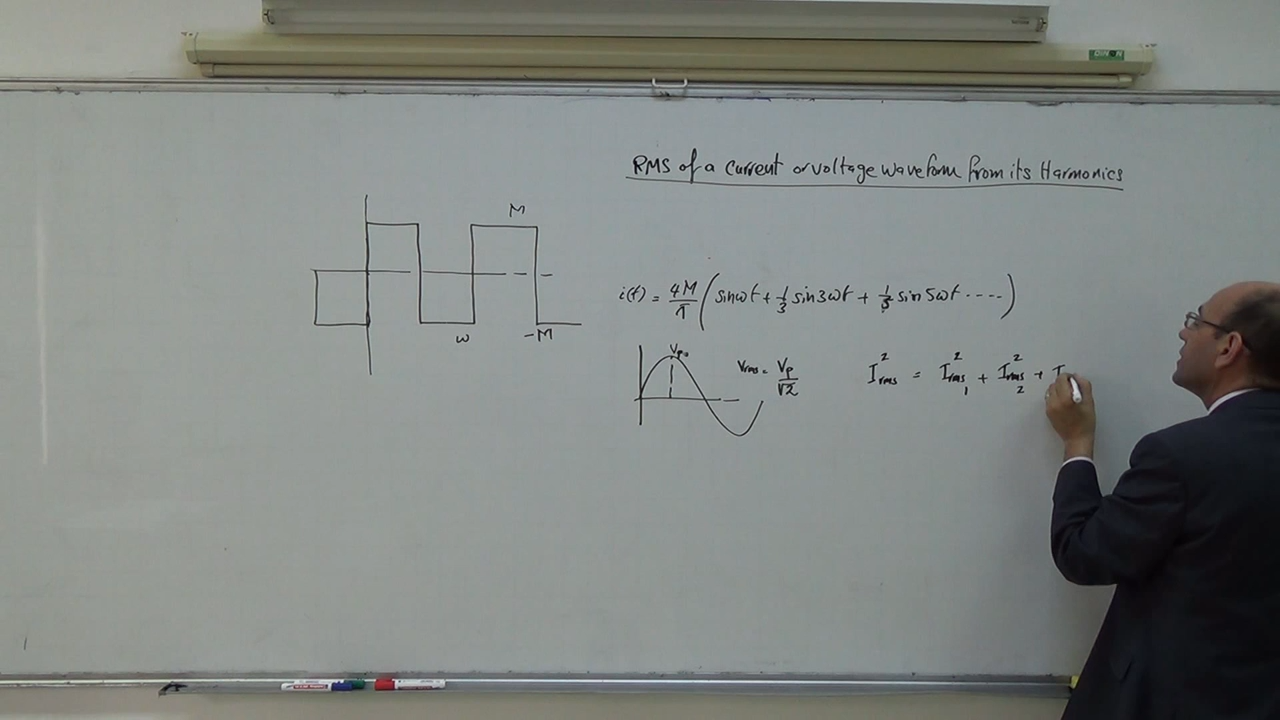 RMS of a current or voltage waveform from its Harmonics
M
ω
-M
i(t) = 4M/π (sinωt + 1/3 sin3ωt + 1/5 sin5ωt ....)
Vp
Vrms = Vp/√2
I²rms = I²rms1 + I²rms2 + I